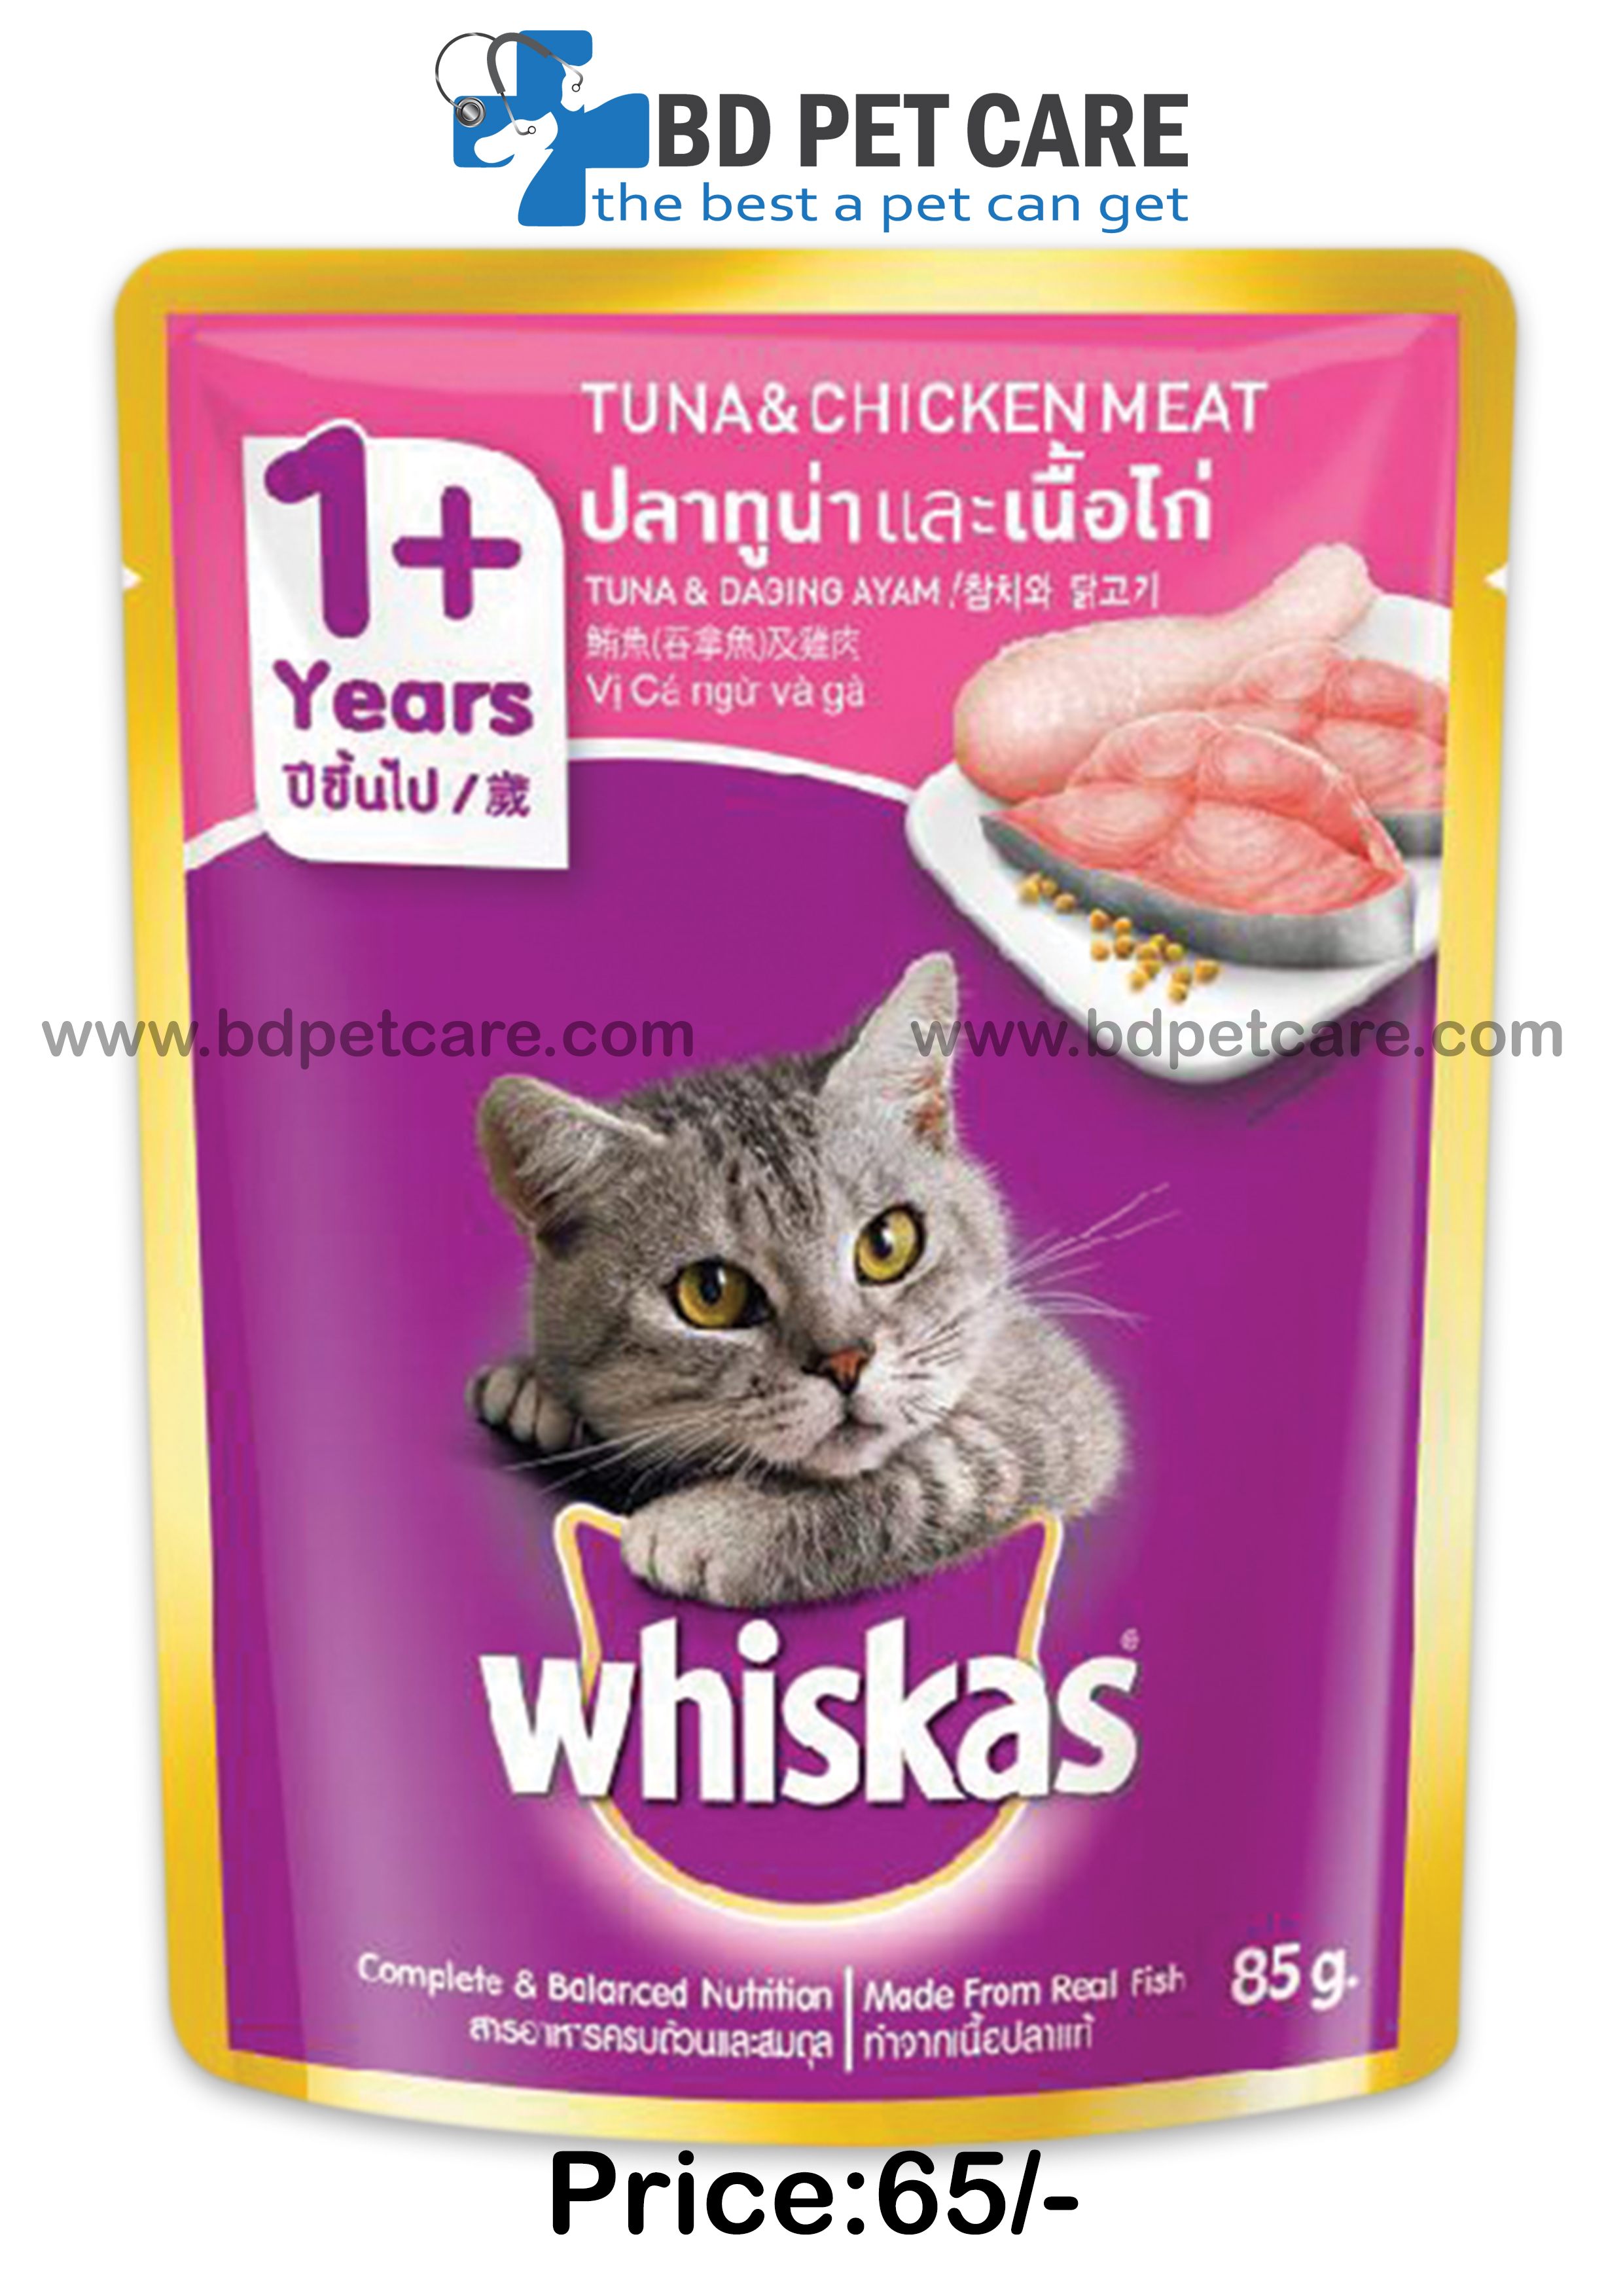 BD PET CARE
the best a pet can get
TUNA&CHICKEN MEAT
ปลาทูน่าและเนื้อไก่
TUNA & DAGING AYAM /참치와 닭고기
鮪魚(吞拿魚)及雞肉
Vị Cá ngừ và gà
1+
Years
ปีขึ้นไป / 歲
www.bdpetcare.com www.bdpetcare.com
whiskas®
Complete & Balanced Nutrition | Made From Real Fish 85 g.
สารอาหารครบถ้วนและสมดุล | ทำจากเนื้อปลาแท้
Price:65/-